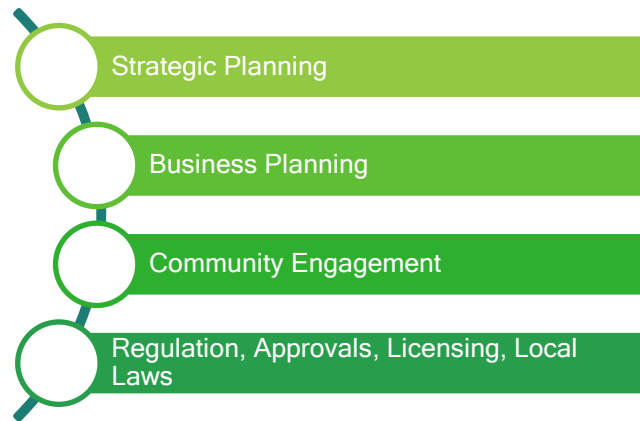 Strategic Planning
Business Planning
Community Engagement
Regulation, Approvals, Licensing, Local
Laws